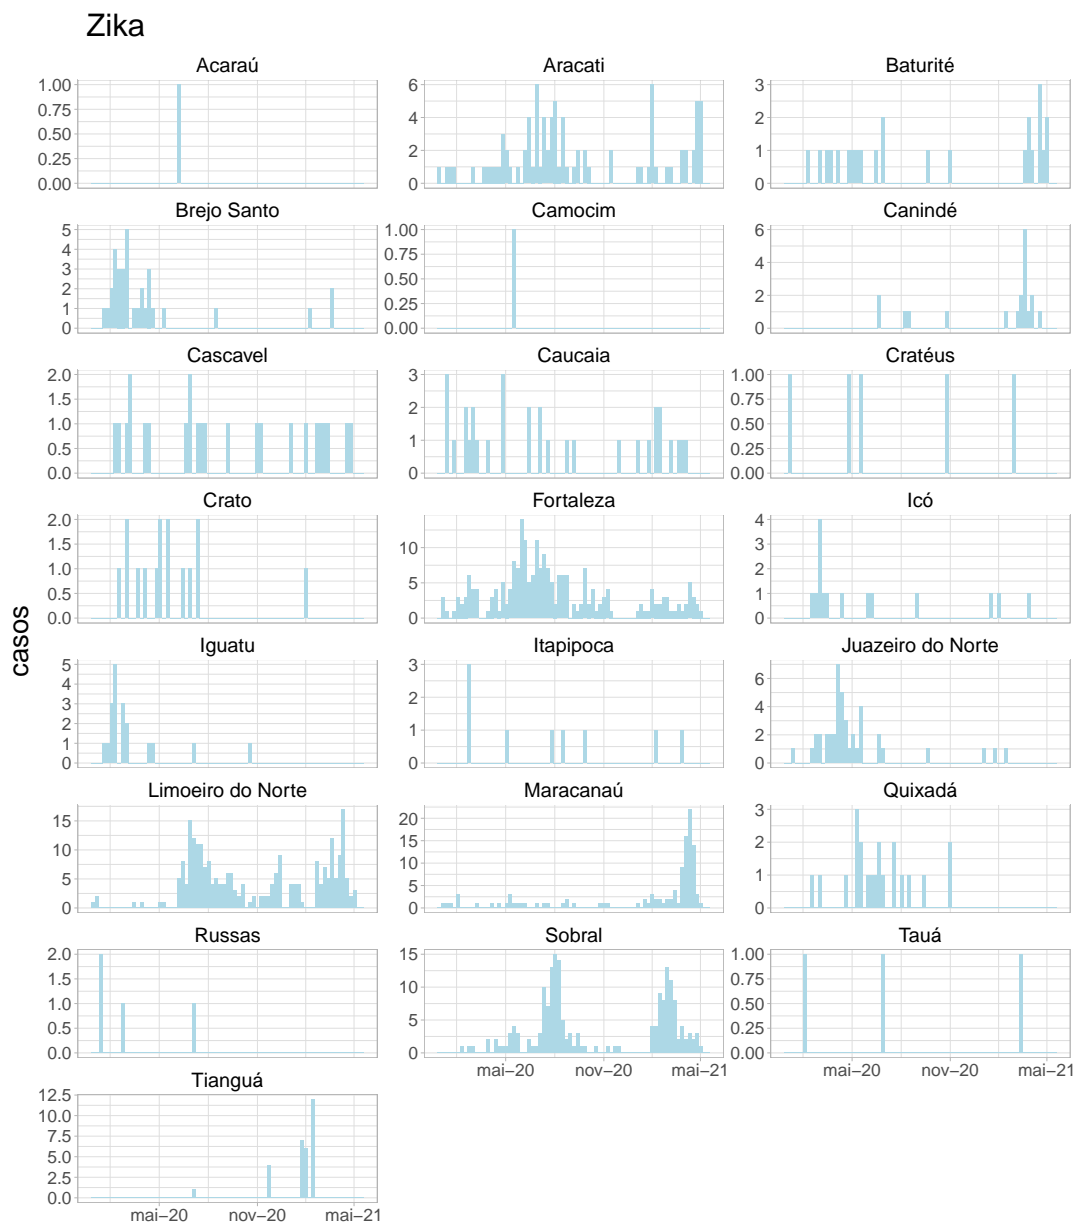 Zika
Acaraú Aracati Baturité
1.00 0.75 0.50 0.25 0.00 6 4 2 0 3 2 1 0
Brejo Santo Camocim Canindé
5 4 3 2 1 0 1.00 0.75 0.50 0.25 0.00 6 4 2 0
Cascavel Caucaia Cratéus
2.0 1.5 1.0 0.5 0.0 3 2 1 0 1.00 0.75 0.50 0.25 0.00
Crato Fortaleza Icó
2.0 1.5 1.0 0.5 0.0 10 5 0 4 3 2 1 0
casos
Iguatu Itapipoca Juazeiro do Norte
5 4 3 2 1 0 3 2 1 0 6 4 2 0
Limoeiro do Norte Maracanaú Quixadá
15 10 5 0 20 15 10 5 0 3 2 1 0
Russas Sobral Tauá
2.0 1.5 1.0 0.5 0.0 15 10 5 0 1.00 0.75 0.50 0.25 0.00
mai–20 nov–20 mai–21 mai–20 nov–20 mai–21
Tianguá
12.5 10.0 7.5 5.0 2.5 0.0
mai–20 nov–20 mai–21